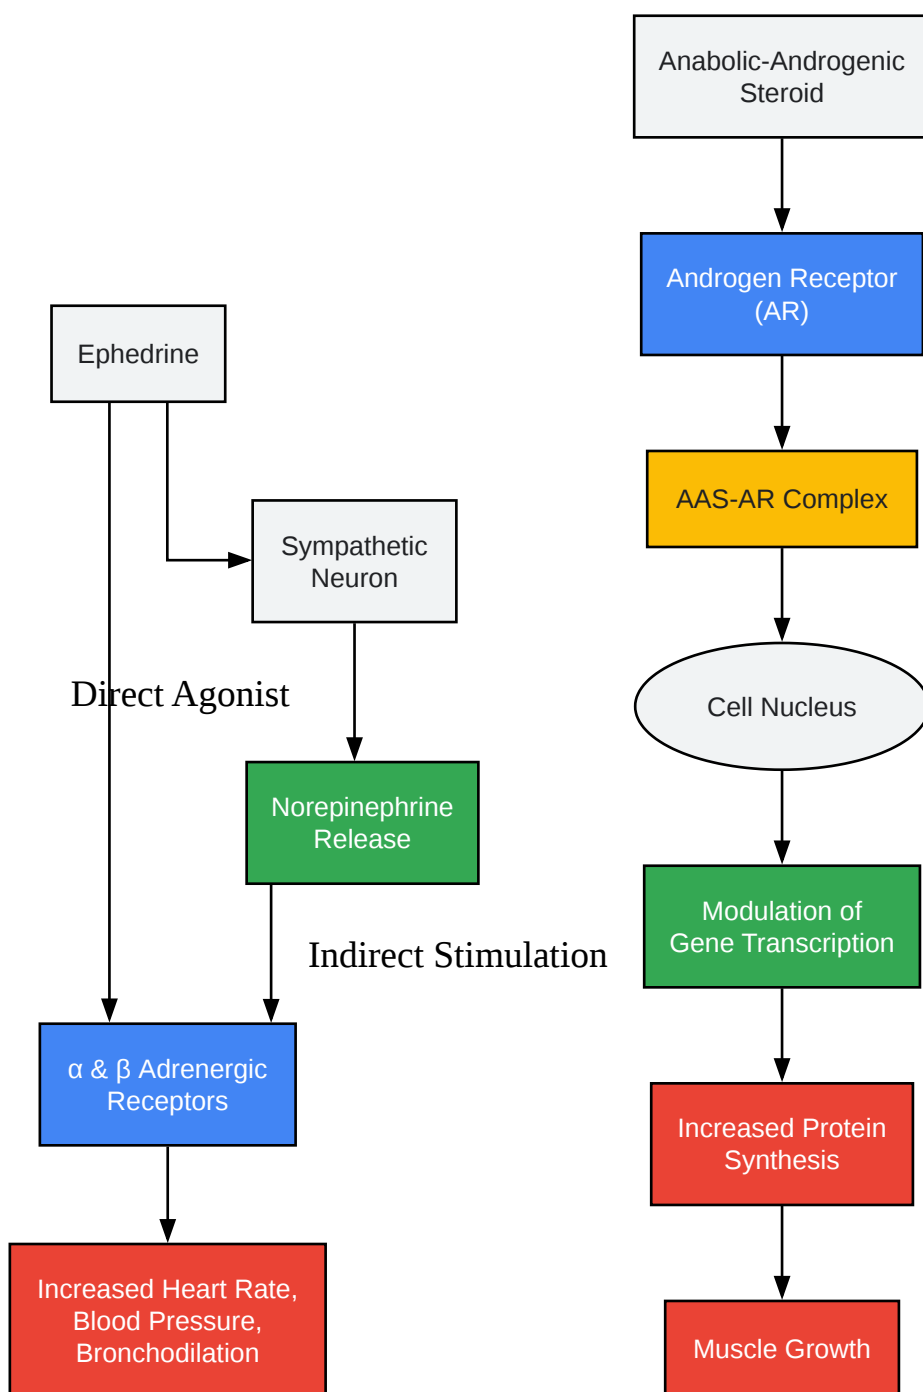 Anabolic-Androgenic
Steroid
Androgen Receptor
(AR)
Ephedrine
AAS-AR Complex
Sympathetic
Neuron
Direct Agonist
Cell Nucleus
Norepinephrine
Release
Modulation of
Gene Transcription
Indirect Stimulation
α & β Adrenergic
Receptors
Increased Protein
Synthesis
Increased Heart Rate,
Blood Pressure,
Bronchodilation
Muscle Growth